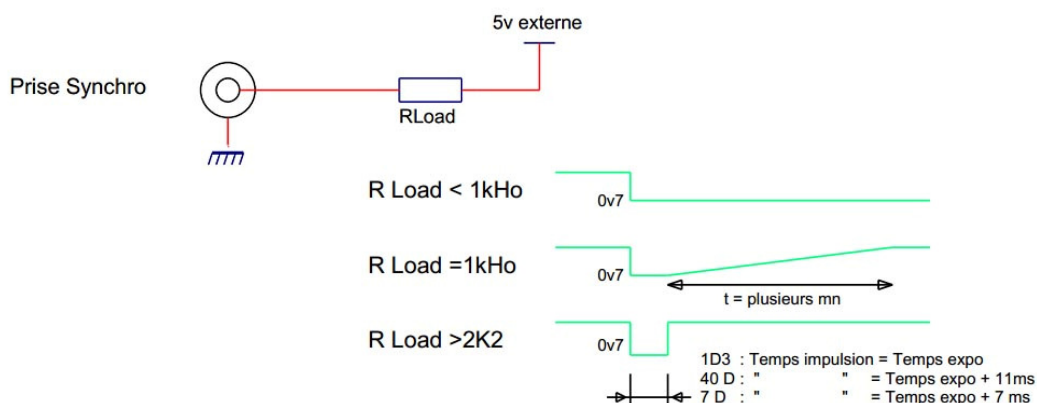 5v externe
Prise Synchro
RLoad
R Load < 1kHo
0v7
R Load =1kHo
0v7
t = plusieurs mn
R Load >2K2
0v7
1D3 : Temps impulsion = Temps expo
40 D : " " = Temps expo + 11ms
7 D : " " = Temps expo + 7 ms